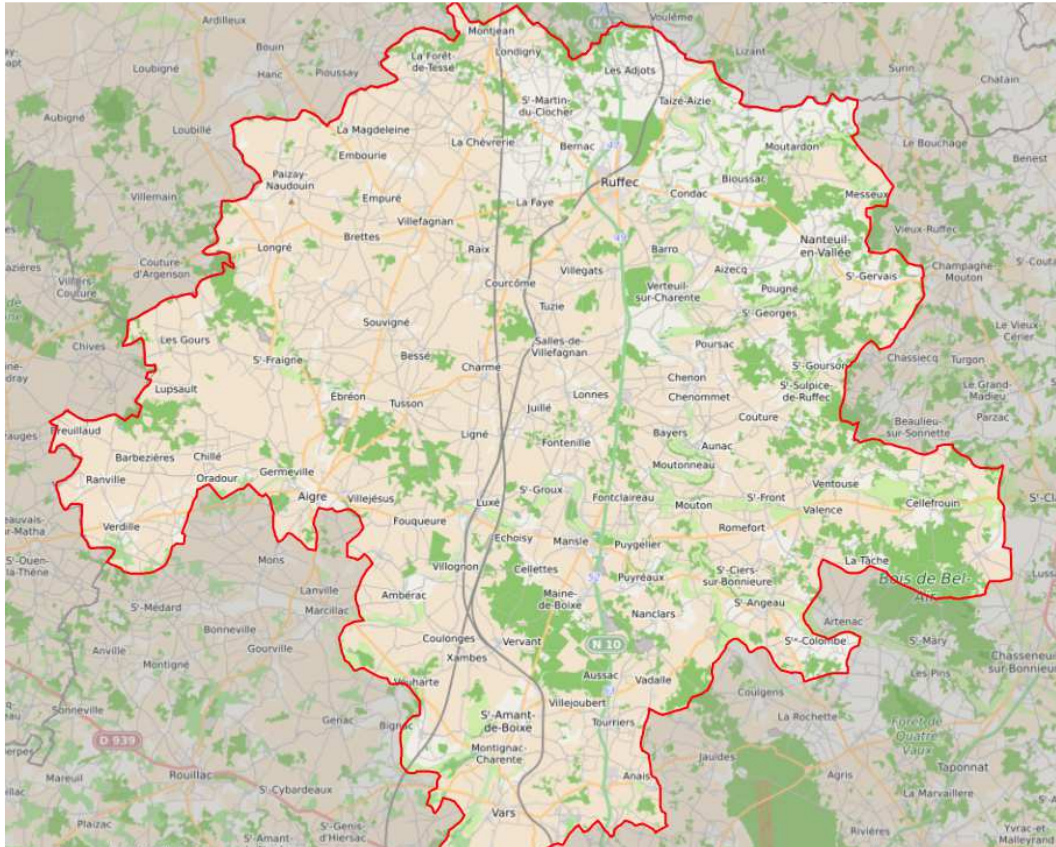 Ardilleux
Montjean
N
Vouléme
Bouin
La Forêt-
de-Tessé
Londigny
Lizant
Loubigné
Hanc
Pioussay
Les Adjots
Surin
Chatain
Aubigné
Loubillé
Sᵗ-Martin-
du-Clocher
Taizé-Aizie
La Magdeleine
La Chèvrerie
Bernac
47
Moutardon
Le Bouchage
Benest
Embourie
Paizay-
Naudouin
Ruffec
Bioussac
Villemain
Empuré
La Faye
Condac
Messeux
Villefagnan
Brettes
Vieux-Ruffec
Longré
Raix
49
Barro
Nanteuil-
en-Vallée
Couture-
d'Argenson
Villiers-
Couture
Villegats
Aizecq
Sᵗ-Gervais
Champagne-
Mouton
Courcôme
Verteuil-
sur-Charente
Pougné
Tuzie
Sᵗ-Georges
Souvigné
Le Vieux-
Cérier
Chives
Les Gours
Salles-de-
Villefagnan
Poursac
Bessé
Sᵗ-Fraigne
Charmé
Sᵗ-Gourson
Chassiecq
Turgon
Chenon
Lupsault
Ebréon
Tusson
Lonnes
Chenommet
Sᵗ-Sulpice-
de-Ruffec
Le Grand-
Madieu
Juillé
Couture
Parzac
Breuillaud
Ligné
Fontenille
Bayers
Aunac
Beaulieu-
sur-Sonnette
Barbezières
Chillé
Moutonneau
Ranville
Oradour
Germeville
Ventouse
Aigre
Villejésus
Luxé
Sᵗ-Groux
Fontclaireau
Mouton
Sᵗ-Front
Valence
Cellefrouin
Verdille
Fouqueure
Romefort
Echoisy
Mansle
Puygelier
Sᵗ-Ouen-
la-Thène
Mons
Villognon
Cellettes
52
Puyréaux
Sᵗ-Ciers-
sur-Bonnieure
La-Tâche
Bois de Bel-
Air
Lanville
Ambérac
Maine-
de-Boixe
Sᵗ-Médard
Marcillac
Nanclars
Sᵗ-Angeau
Artenac
Bonneville
Coulonges
Vervant
N 10
Sᵗᵉ-Colombe
Sᵗ-Mary
Chasseneuil-
sur-Bonnieure
Anville
Gourville
Xambes
Montigné
Aussac
Vadalle
Les Pins
Vouharte
Coulgens
Sonneville
Villejoubert
Genac
Bignac
Sᵗ-Amant-
de-Boixe
Tourriers
La Rochette
Forêt de
Quatre
Vaux
D 939
Montignac-
Charente
Jauldes
Taponnat
Mareuil
Rouillac
Anais
Agris
Sᵗ-Cybardeaux
La Marvaillère
Vars
Plaizac
Sᵗ-Genis-
d'Hiersac
Sᵗ-Amant-
Rivières
Yvrac-et-
Malleyrand